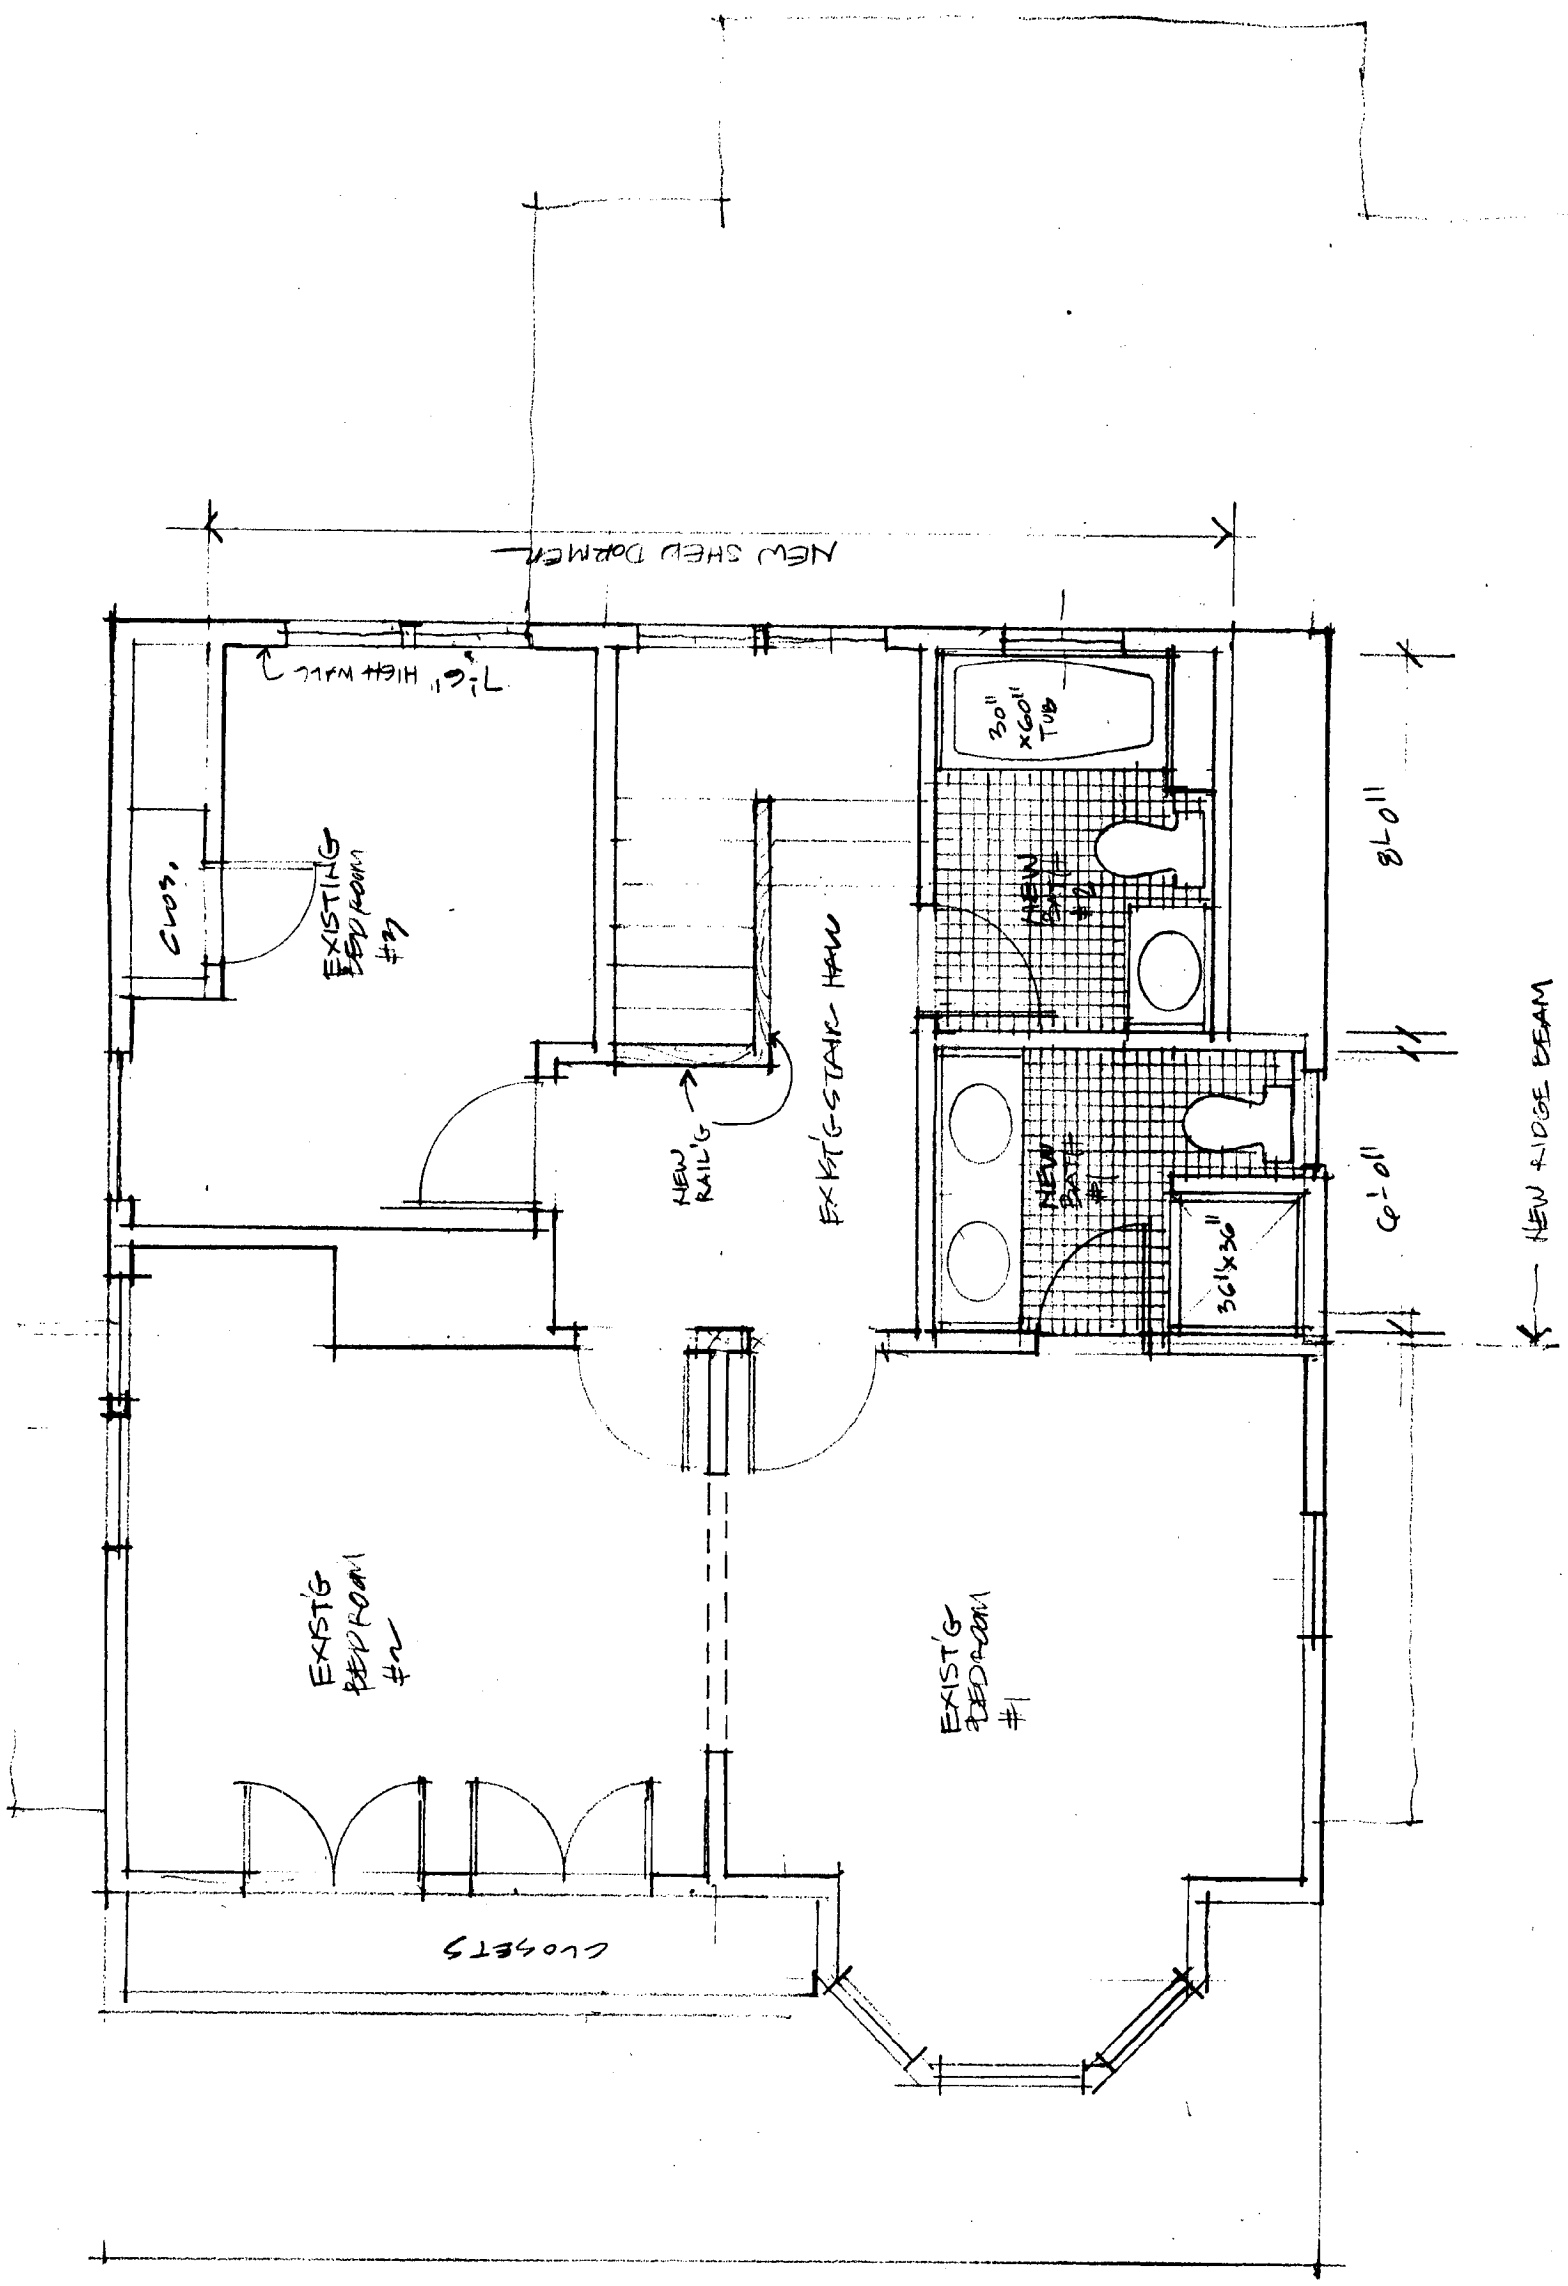 NEW SHED DORMER
7'-6"
HIGH WALL
CLOS.
EXISTING
BEDROOM
#3
NEW
RAIL'G
EXIST'G STAIR HALL
30"
x60"
TUB
NEW
BATH
#2
NEW
BATH
#1
36"x36"
8'-0"
6'-0"
NEW RIDGE BEAM
EXIST'G
BEDROOM
#2
EXIST'G
BEDROOM
#1
CLOSETS